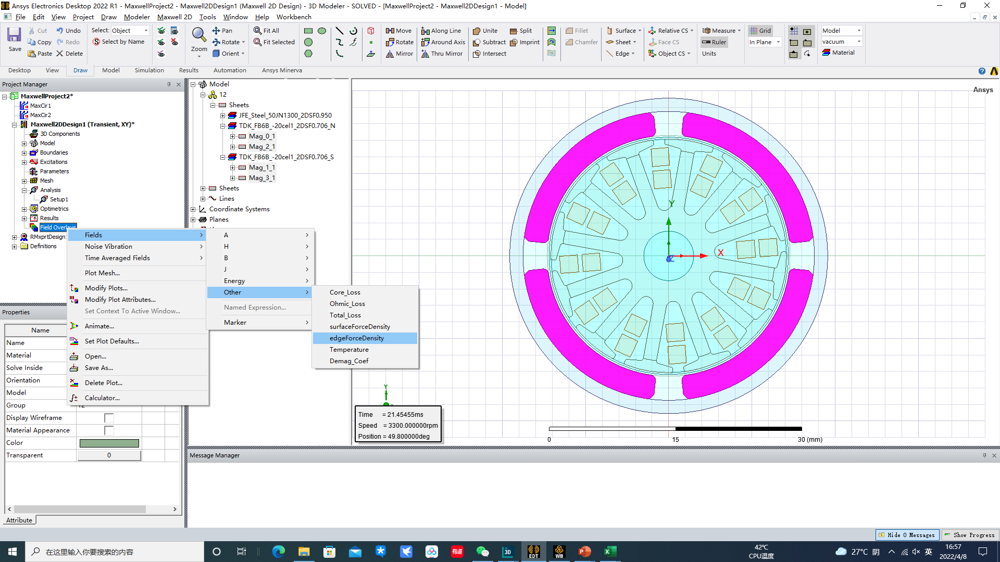 Ansys Electronics Desktop 2022 R1 - MaxwellProject2 - Maxwell2DDesign1 (Maxwell 2D Design) - 3D Modeler - SOLVED - [MaxwellProject2 - Maxwell2DDesign1 - Model]
File Edit View Project Draw Modeler Maxwell 2D Tools Window Help Workbench
Save
Cut
Copy
Paste
Undo
Redo
Delete
Select: Object
Select by Name
Zoom
Pan
Rotate
Orient
Fit All
Fit Selected
Move
Rotate
Mirror
Along Line
Around Axis
Thru Mirror
Unite
Subtract
Intersect
Split
Imprint
Fillet
Chamfer
Surface
Sheet
Edge
Relative CS
Face CS
Object CS
Measure
Ruler
Units
Grid
In Plane
Model
vacuum
Material
Desktop View Draw Model Simulation Results Automation Ansys Minerva
Project Manager
MaxwellProject2*
MaxCir1
MaxCir2
Maxwell2DDesign1 (Transient, XY)*
3D Components
Model
Boundaries
Excitations
Parameters
Mesh
Analysis
Setup1
Optimetrics
Results
Field Overlays
RMxprtDesign
Definitions
Model
12
Sheets
JFE_Steel_50JN1300_2DSF0.950
TDK_FB6B_-20cel1_2DSF0.706_N
Mag_0_1
Mag_2_1
TDK_FB6B_-20cel1_2DSF0.706_S
Mag_1_1
Mag_3_1
Sheets
Lines
Coordinate Systems
Planes
Fields
Noise Vibration
Time Averaged Fields
Plot Mesh...
Modify Plots...
Modify Plot Attributes...
Set Context To Active Window...
Animate...
Set Plot Defaults...
Open...
Save As...
Delete Plot...
Calculator...
A
H
B
J
Energy
Other
Named Expression...
Marker
Core_Loss
Ohmic_Loss
Total_Loss
surfaceForceDensity
edgeForceDensity
Temperature
Demag_Coef
Properties
Name
Name
Material
Solve Inside
Orientation
Model
Group
Display Wireframe
Material Appearance
Color
Transparent 0
Attribute
Ansys
Y
X
Z
Y
Time = 21.45455ms
Speed = 3300.000000rpm
Position = 49.800000deg
0 15 30 (mm)
Message Manager
Hide 0 Messages
Show Progress
在这里输入你要搜索的内容
有道
3D
EDT
WB
42℃
CPU温度
27°C 阴
英
16:57
2022/4/8